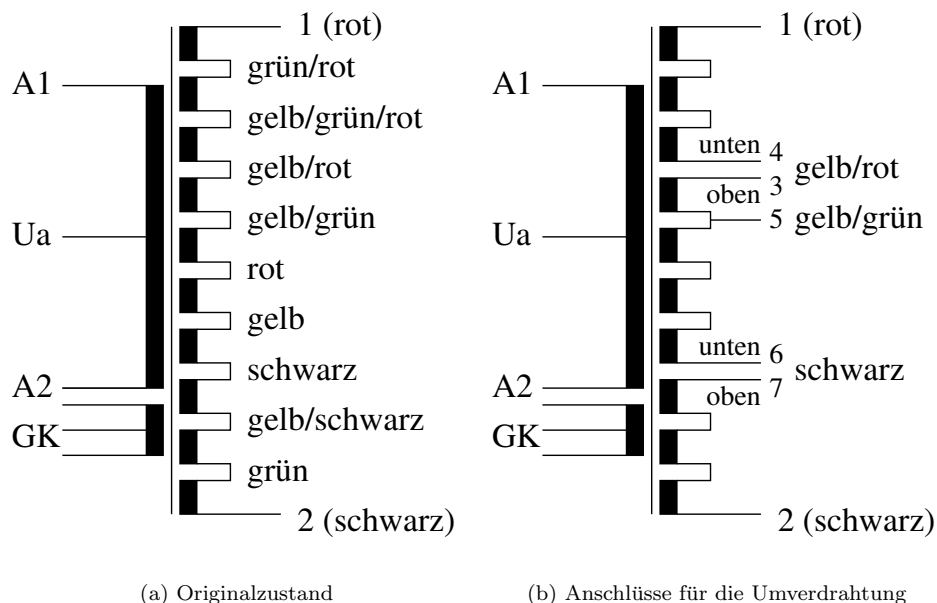 1 (rot)
grün/rot
A1
gelb/grün/rot
gelb/rot
gelb/grün
Ua
rot
gelb
schwarz
A2
gelb/schwarz
GK
grün
2 (schwarz)
(a) Originalzustand
1 (rot)
A1
unten 4
gelb/rot
3
oben
5 gelb/grün
Ua
unten 6
schwarz
A2
oben 7
GK
2 (schwarz)
(b) Anschlüsse für die Umverdrahtung